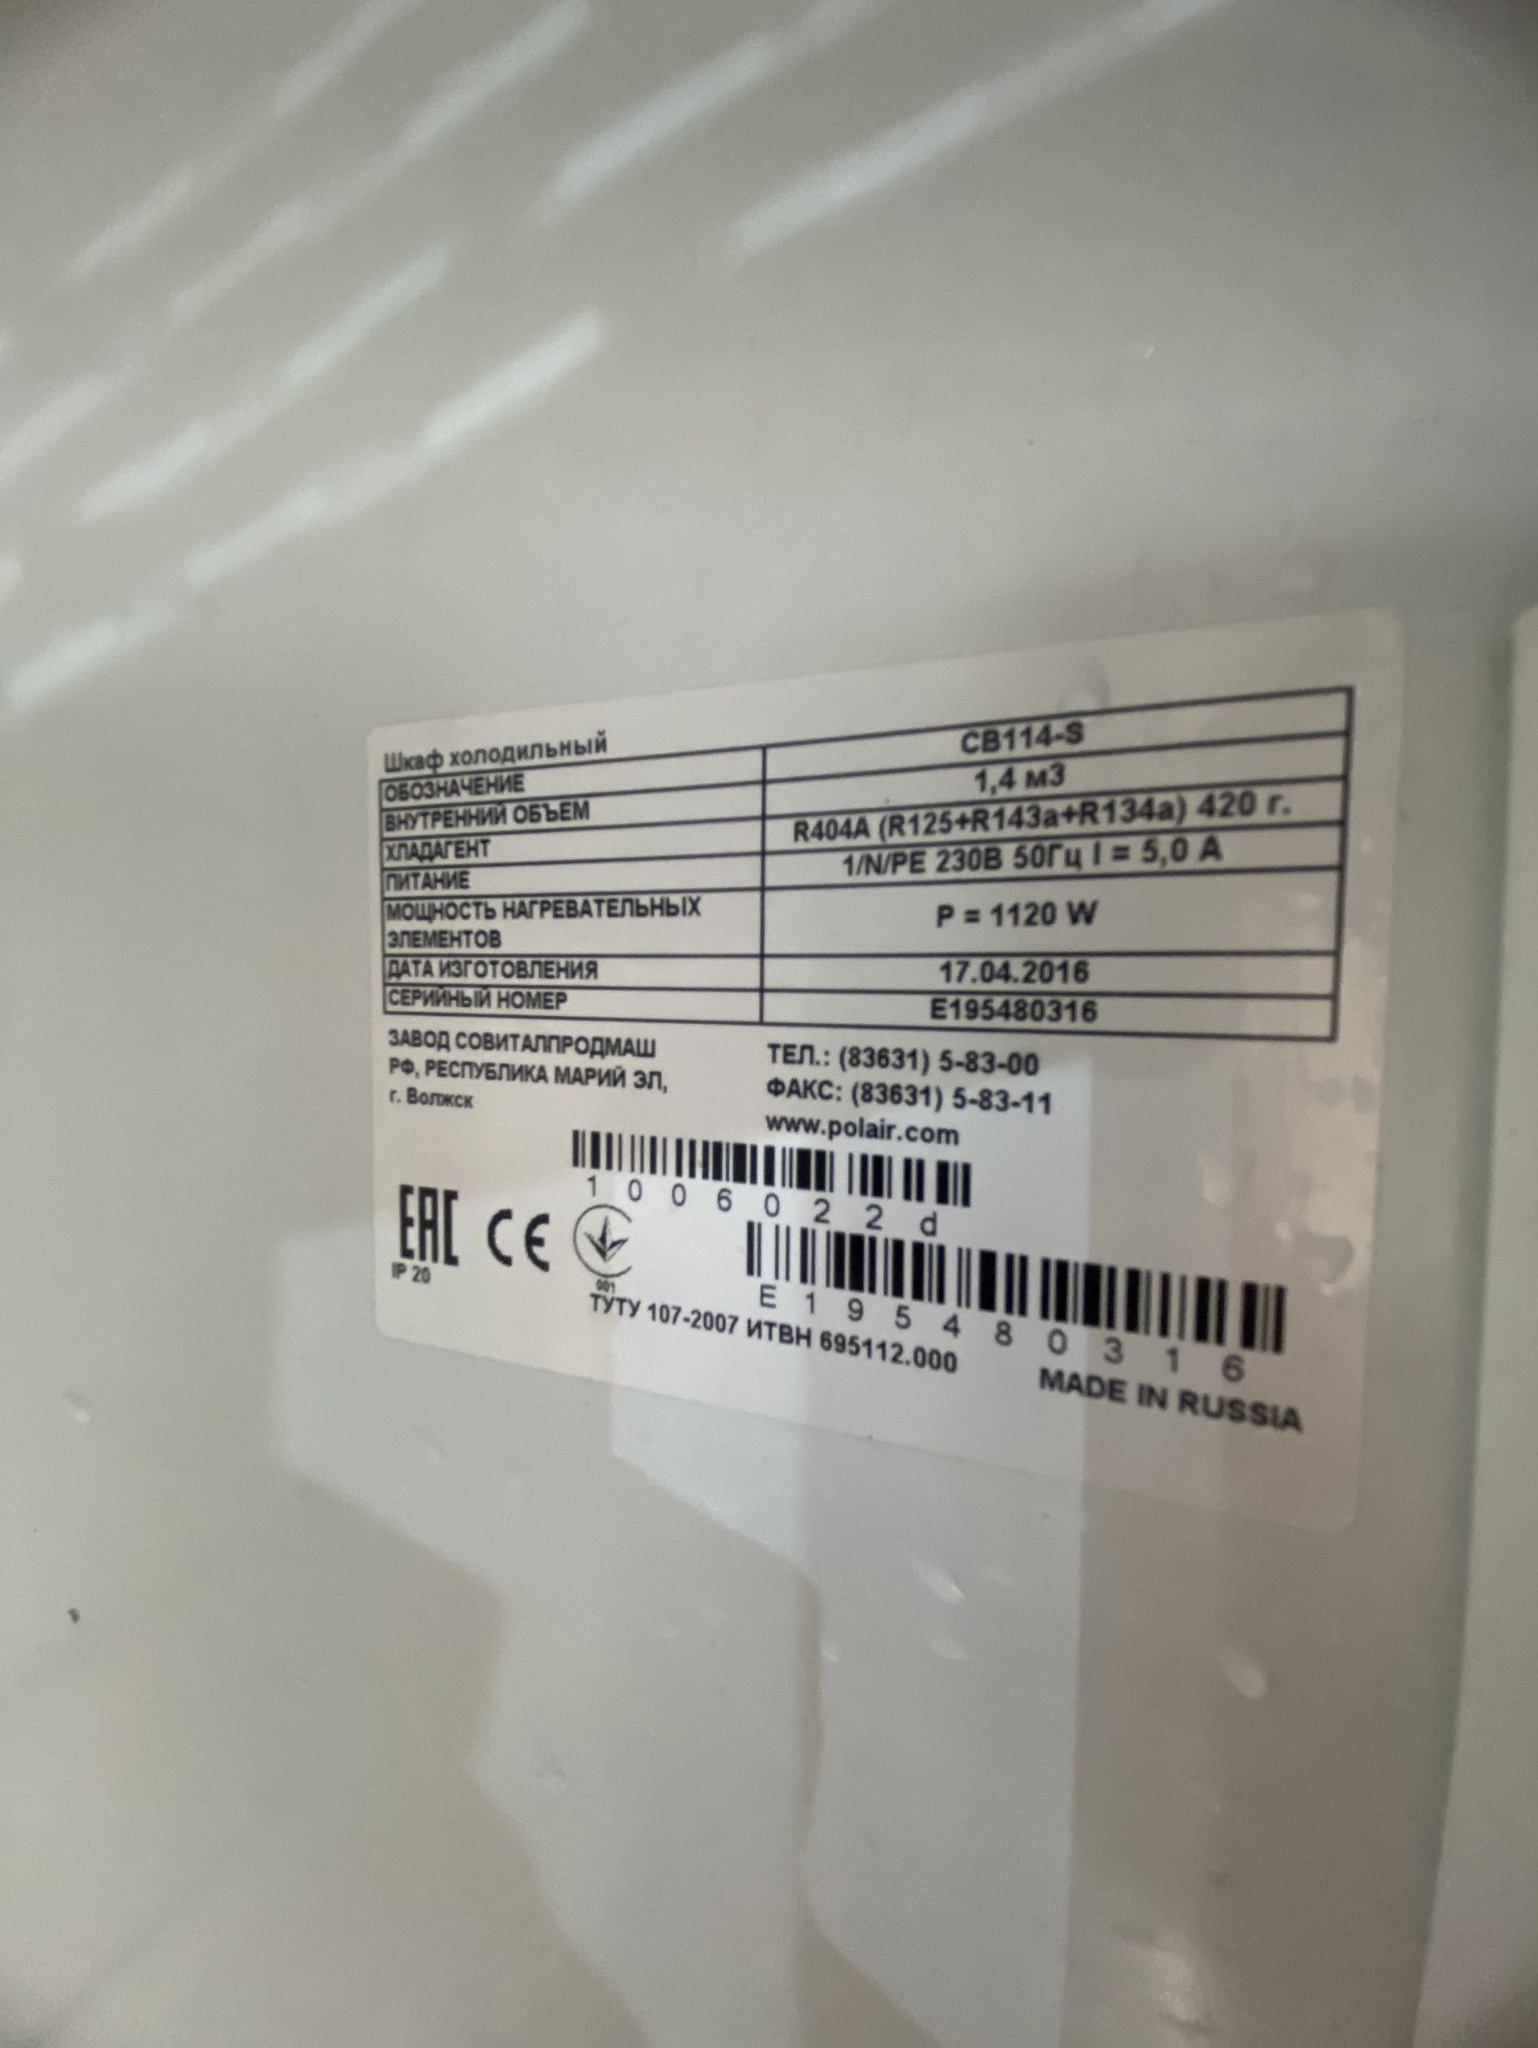 Шкаф холодильный
ОБОЗНАЧЕНИЕ CB114-S
ВНУТРЕННИЙ ОБЪЕМ 1,4 м3
ХЛАДАГЕНТ R404A (R125+R143a+R134a) 420 г.
ПИТАНИЕ 1/N/PE 230В 50Гц I = 5,0 А
МОЩНОСТЬ НАГРЕВАТЕЛЬНЫХ
ЭЛЕМЕНТОВ P = 1120 W
ДАТА ИЗГОТОВЛЕНИЯ 17.04.2016
СЕРИЙНЫЙ НОМЕР E195480316
ЗАВОД СОВИТАЛПРОДМАШ
РФ, РЕСПУБЛИКА МАРИЙ ЭЛ,
г. Волжск
ТЕЛ.: (83631) 5-83-00
ФАКС: (83631) 5-83-11
www.polair.com
1006022d
EAC CE
001
IP 20
E195480316
ТУТУ 107-2007 ИТВН 695112.000
MADE IN RUSSIA